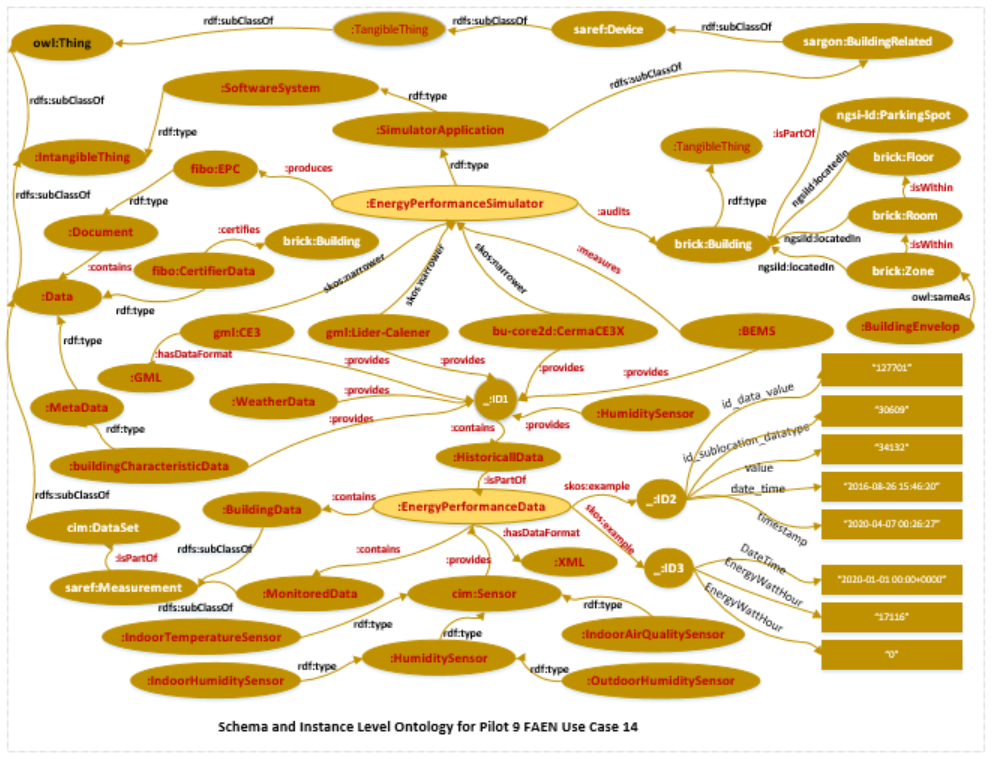 rdf:subClassOf
rdfs:subClassOf
rdf:subClassOf
owl:Thing
:TangibleThing
saref:Device
sargon:BuildingRelated
rdfs:subClassOf
:SoftwareSystem
rdf:type
rdfs:subClassOf
rdf:type
:SimulatorApplication
:isPartOf
ngsi-ld:ParkingSpot
:IntangibleThing
fibo:EPC
:produces
rdf:type
:TangibleThing
ngsild:locatedIn
brick:Floor
rdfs:subClassOf
rdf:type
:EnergyPerformanceSimulator
:audits
rdf:type
:isWithin
:Document
:certifies
brick:Building
brick:Building
ngsild:locatedIn
brick:Room
:isWithin
:contains
fibo:CertifierData
skos:narrower
skos:narrower
skos:narrower
:measures
ngsild:locatedIn
brick:Zone
:Data
rdf:type
owl:sameAs
rdf:type
gml:CE3
gml:Lider-Calener
bu-core2d:CermaCE3X
:BEMS
:BuildingEnvelop
:hasDataFormat
:provides
:provides
:provides
:provides
:GML
"127701"
:MetaData
:WeatherData
:provides
_:ID1
:HumiditySensor
id_data_value
"30609"
rdf:type
:provides
:contains
:provides
id_sublocation_datatype
"34132"
:buildingCharacteristicData
:HistoricallData
value
:isPartOf
skos:example
date_time
"2016-08-26 15:46:20"
rdfs:subClassOf
:contains
:BuildingData
:EnergyPerformanceData
_:ID2
skos:example
timestamp
"2020-04-07 00:26:27"
cim:DataSet
:hasDataFormat
:isPartOf
rdfs:subClassOf
:contains
:provides
:XML
_:ID3
DateTime
"2020-01-01 00:00+0000"
saref:Measurement
:MonitoredData
cim:Sensor
EnergyWattHour
"17116"
rdfs:subClassOf
rdf:type
rdf:type
EnergyWattHour
:IndoorTemperatureSensor
rdf:type
:IndoorAirQualitySensor
"0"
rdf:type
:HumiditySensor
rdf:type
:IndoorHumiditySensor
:OutdoorHumiditySensor
Schema and Instance Level Ontology for Pilot 9 FAEN Use Case 14